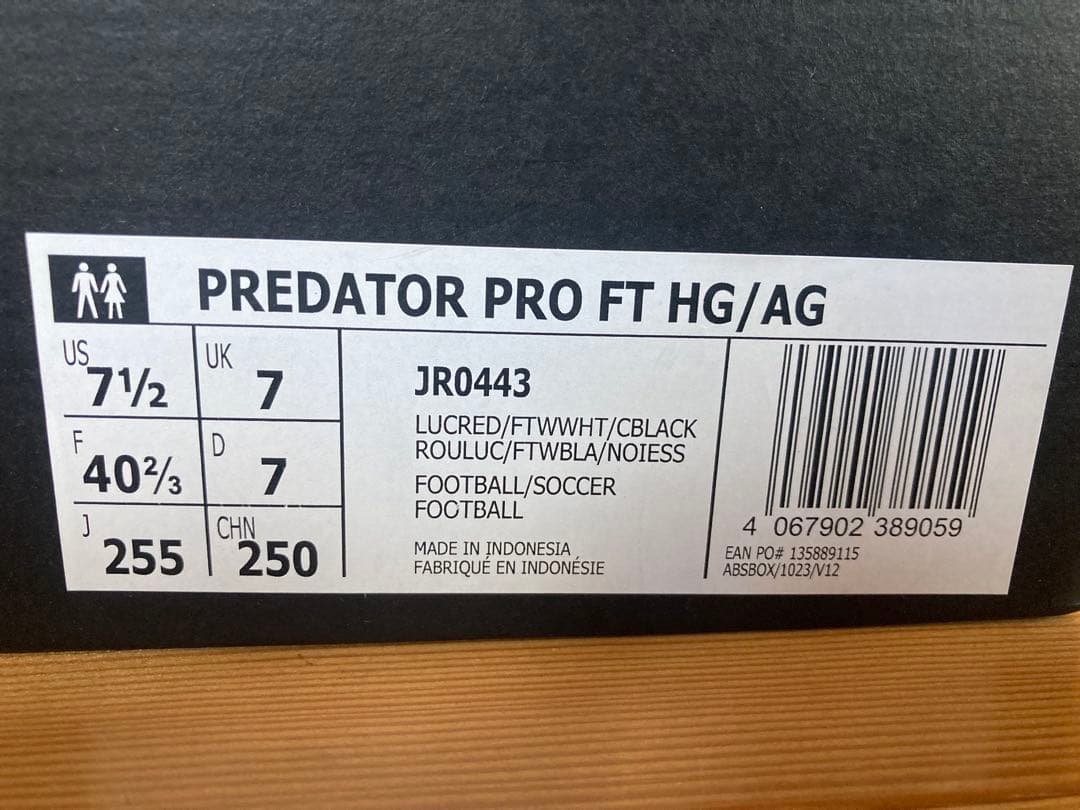 PREDATOR PRO FT HG/AG
US 7½ UK 7
F 40⅔ D 7
J 255 CHN 250
JR0443
LUCRED/FTWWHT/CBLACK
ROULUC/FTWBLA/NOIESS
FOOTBALL/SOCCER
FOOTBALL
MADE IN INDONESIA
FABRIQUÉ EN INDONÉSIE
4 067902 389059
EAN PO# 135889115
ABSBOX/1023/V12